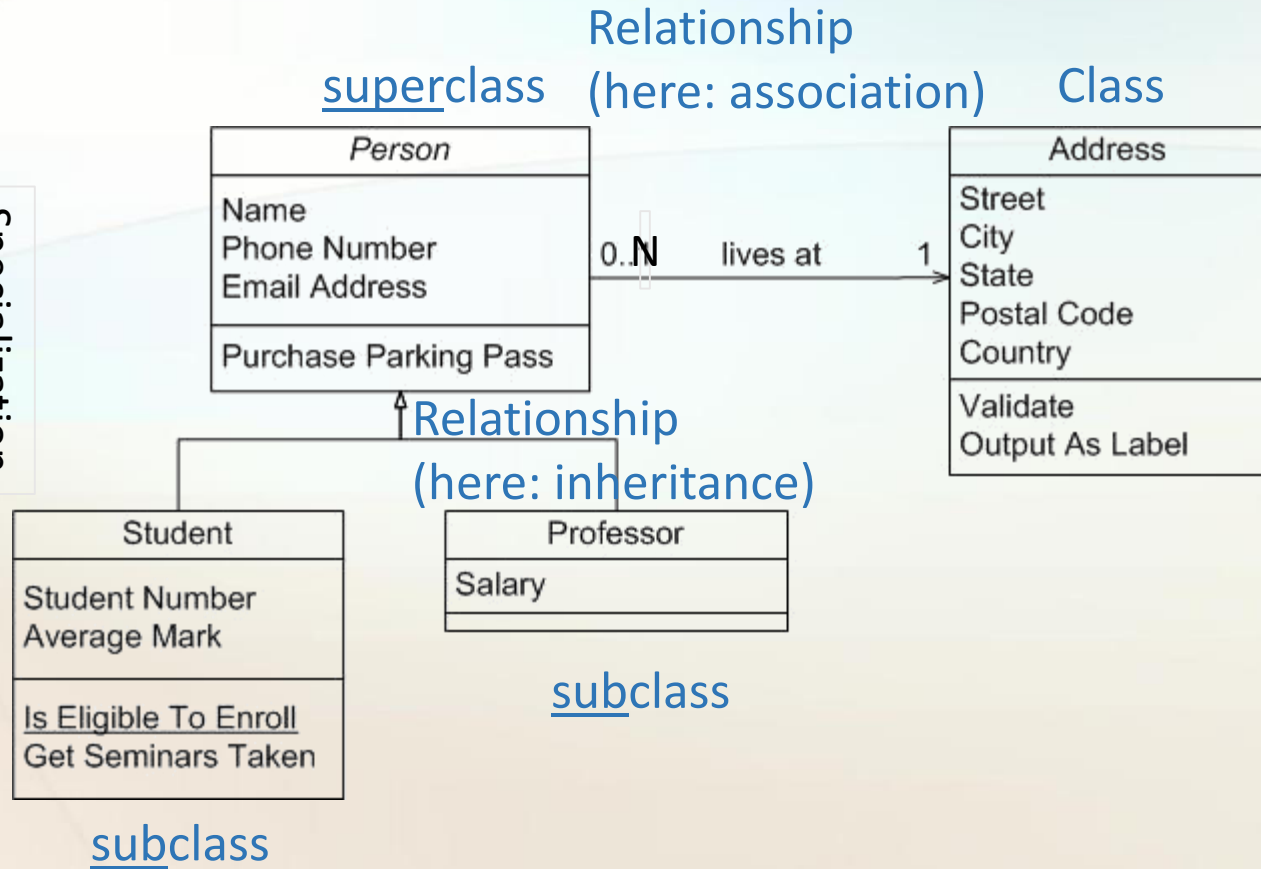 Relationship
(here: association)
superclass
Class
Person
Name
Phone Number
Email Address
Purchase Parking Pass
0..N
lives at
1
Address
Street
City
State
Postal Code
Country
Validate
Output As Label
Relationship
(here: inheritance)
Student
Student Number
Average Mark
Is Eligible To Enroll
Get Seminars Taken
subclass
Professor
Salary
subclass